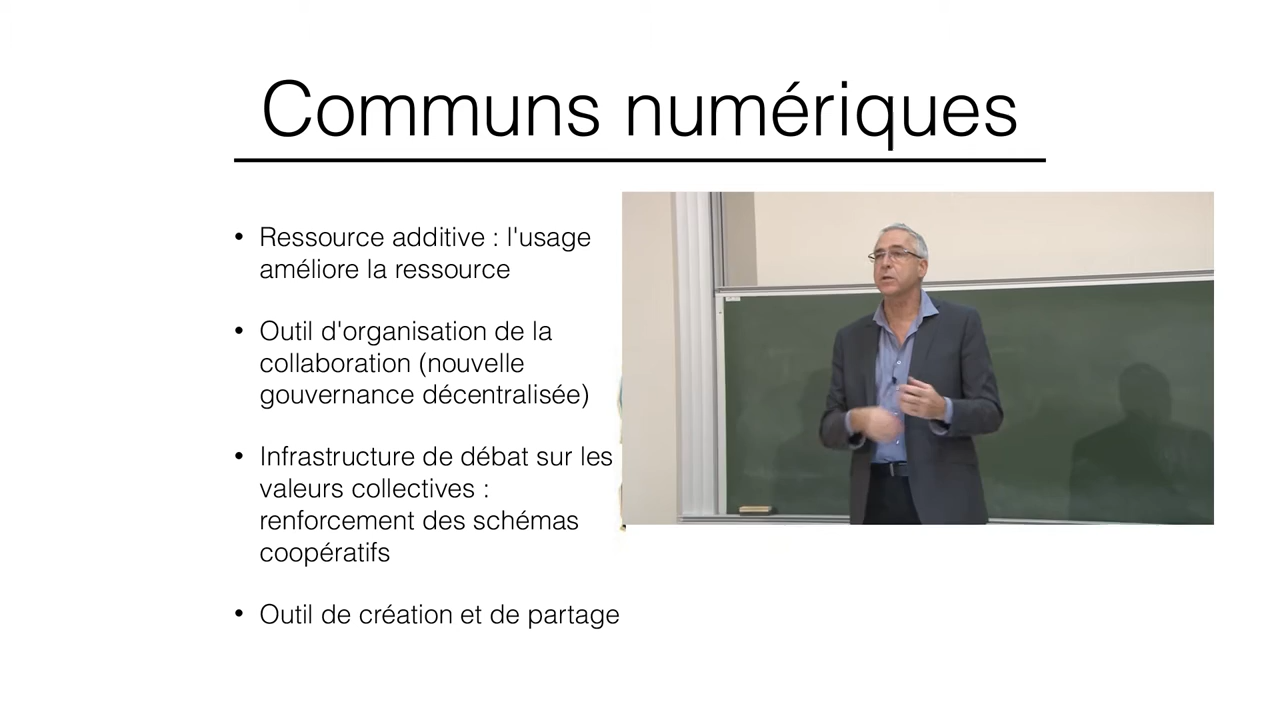 Communs numériques
• Ressource additive : l'usage
améliore la ressource
• Outil d'organisation de la
collaboration (nouvelle
gouvernance décentralisée)
• Infrastructure de débat sur les
valeurs collectives :
renforcement des schémas
coopératifs
• Outil de création et de partage